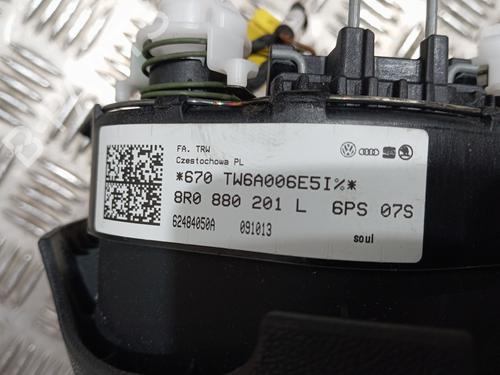 FA. TRW
Czestochowa PL
*670 TW6A006E5I%*
8R0 880 201 L 6PS 07S
62484050A 091013 soul